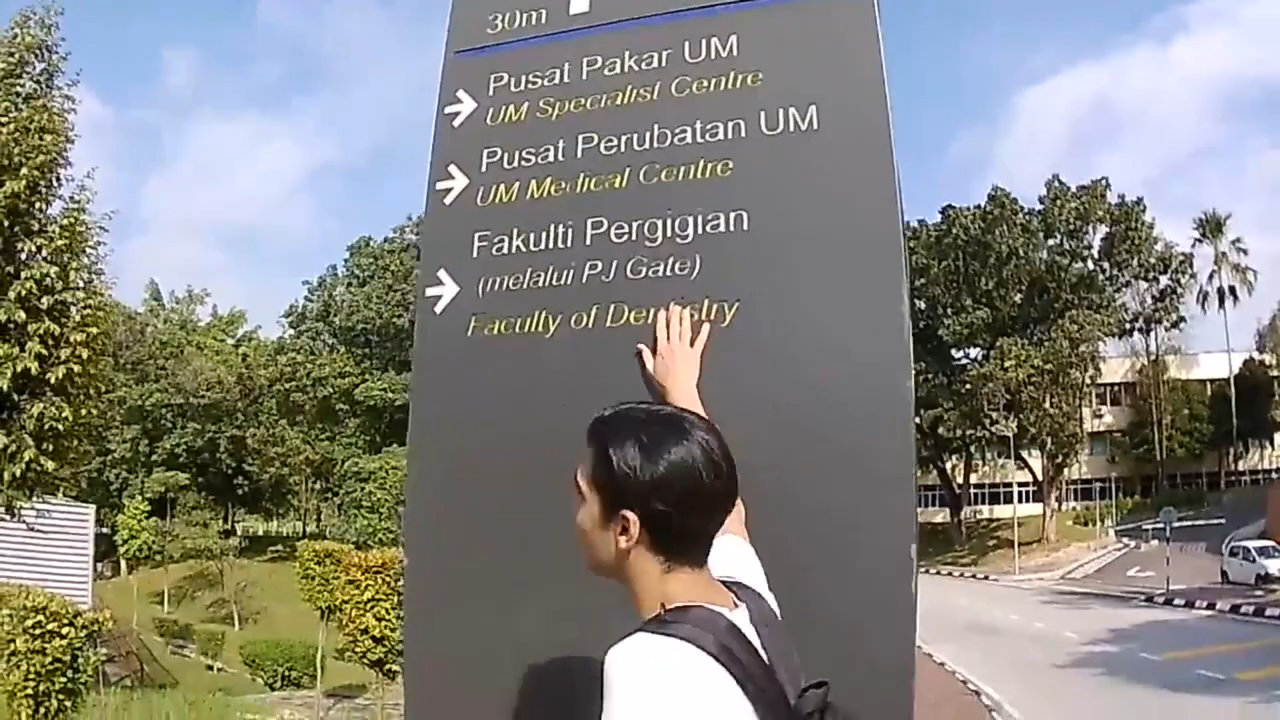 30m
Pusat Pakar UM
UM Specialist Centre
Pusat Perubatan UM
UM Medical Centre
Fakulti Pergigian
(melalui PJ Gate)
Faculty of Dentistry